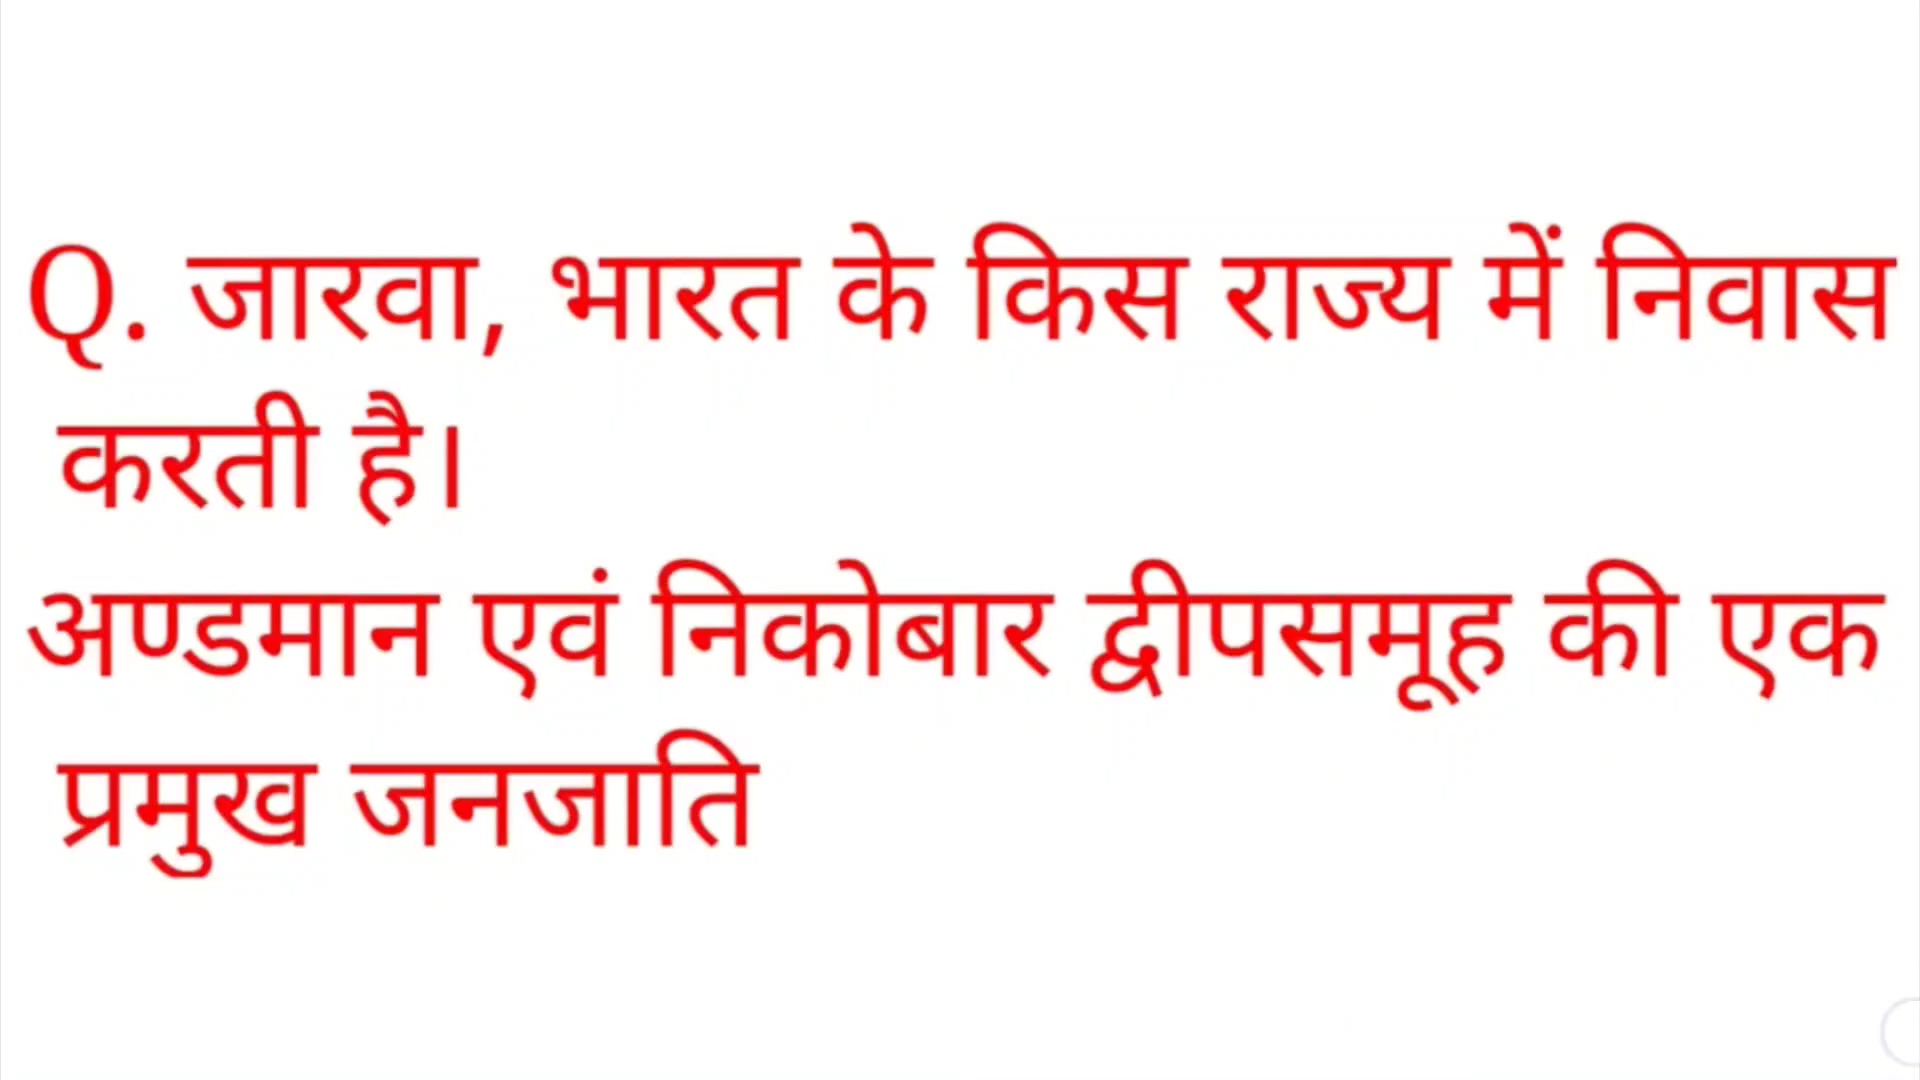 Q. जारवा, भारत के किस राज्य में निवास
करती है।
अण्डमान एवं निकोबार द्वीपसमूह की एक
प्रमुख जनजाति